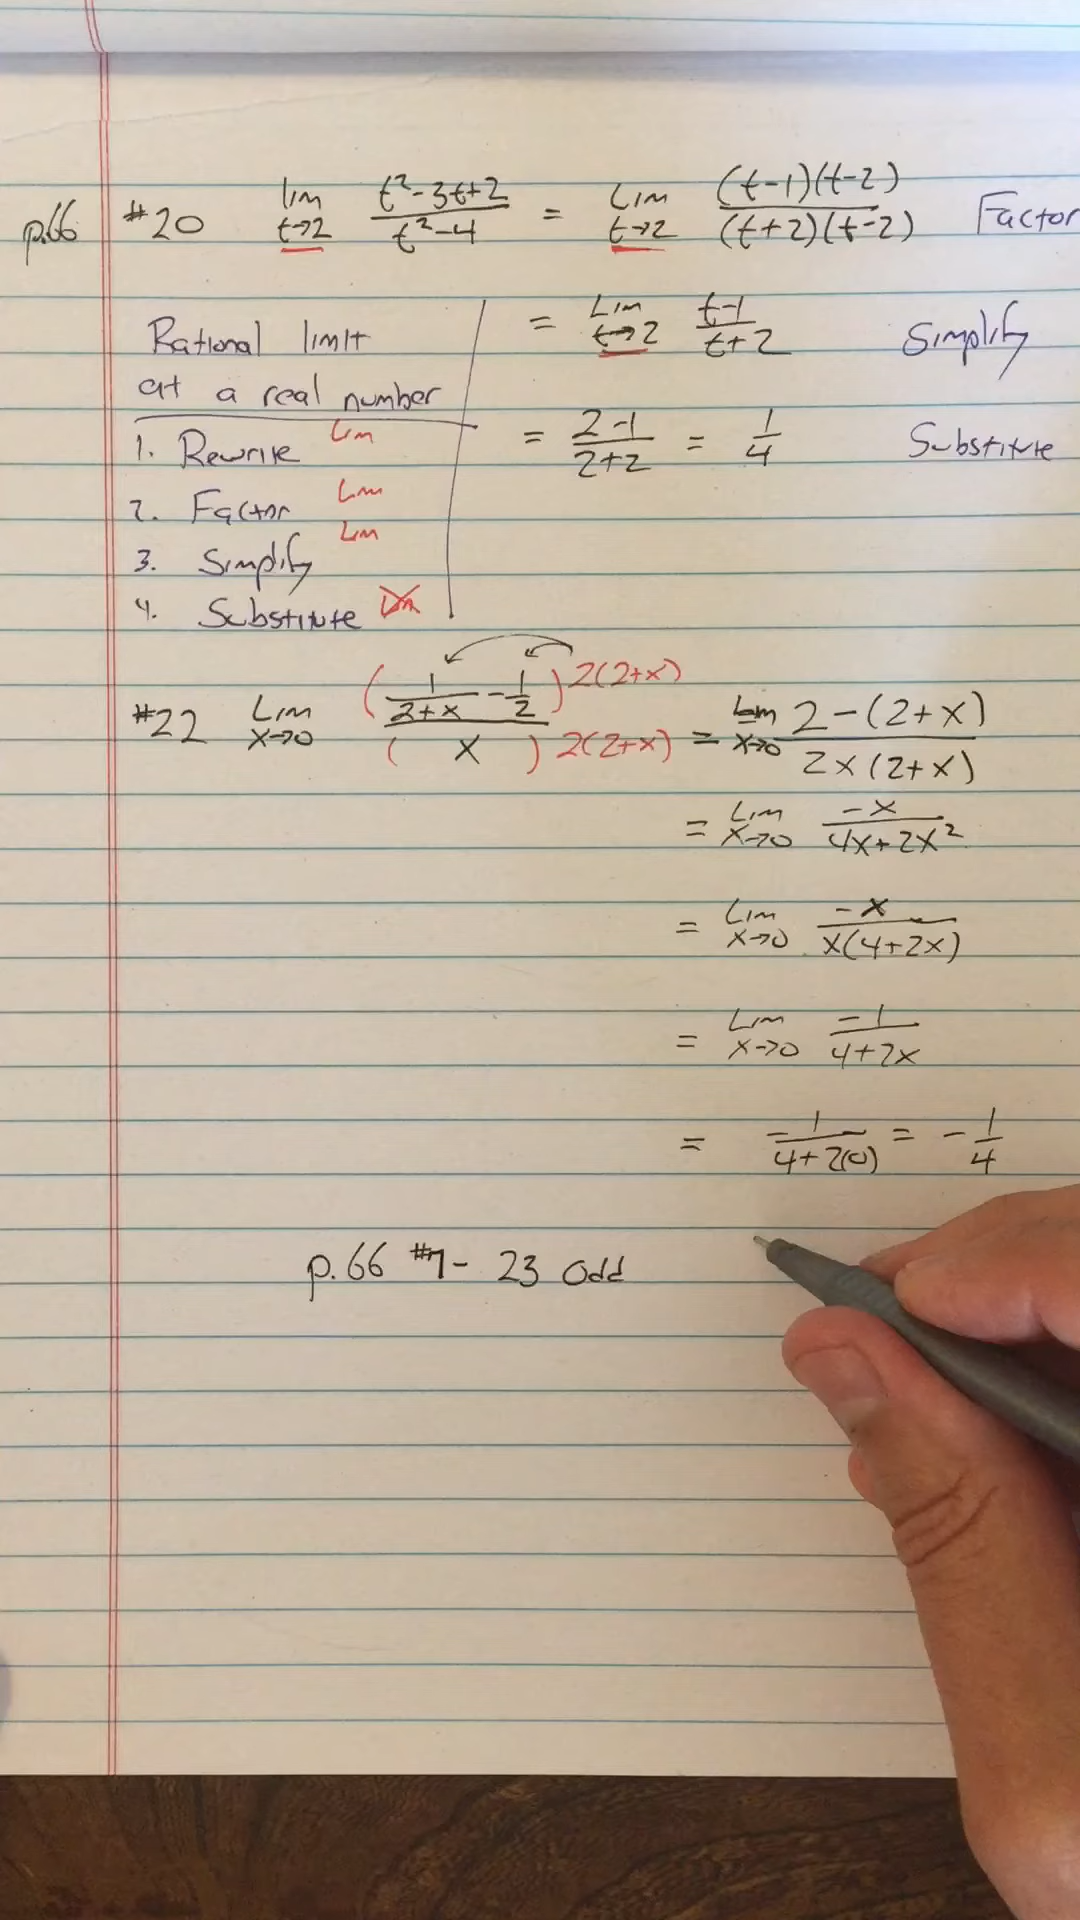 p.66 #20 lim t→2 t²-3t+2 / t²-4 = Lim t→2 (t-1)(t-2) / (t+2)(t-2) Factor
= Lim t→2 t-1 / t+2 Simplify
= 2-1 / 2+2 = 1/4 Substitute
Rational limit
at a real number
1. Rewrite Lim
2. Factor Lim
3. Simplify Lim
4. Substitute Lim
#22 Lim x→0 (1/(2+x) - 1/2) 2(2+x) / (x) 2(2+x) = Lim x→0 2-(2+x) / 2x(2+x)
= Lim x→0 -x / 4x+2x²
= Lim x→0 -x / x(4+2x)
= Lim x→0 -1 / 4+2x
= -1 / 4+2(0) = -1/4
p.66 #7- 23 odd